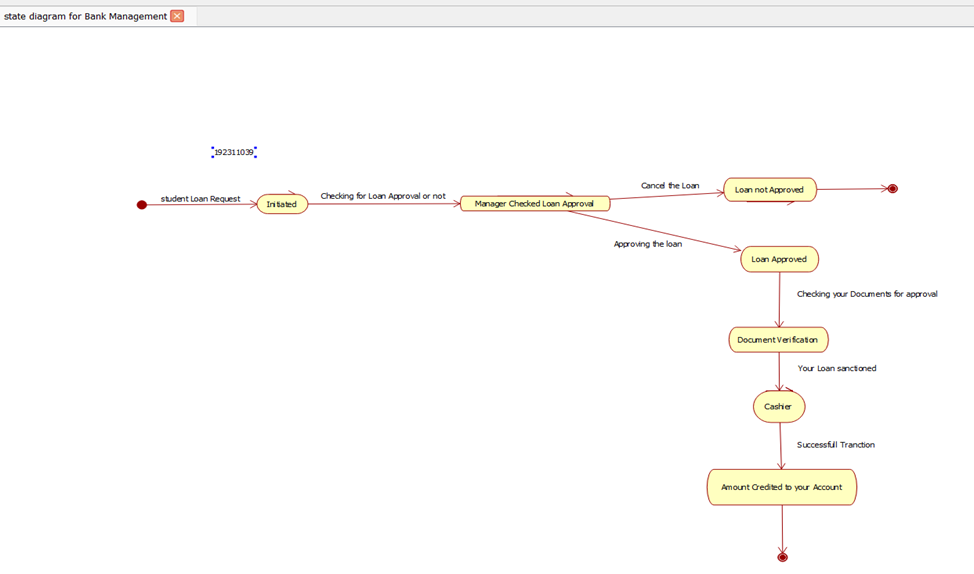 state diagram for Bank Management
192311039
student Loan Request
Initiated
Checking for Loan Approval or not
Manager Checked Loan Approval
Cancel the Loan
Loan not Approved
Approving the loan
Loan Approved
Checking your Documents for approval
Document Verification
Your Loan sanctioned
Cashier
Successfull Tranction
Amount Credited to your Account